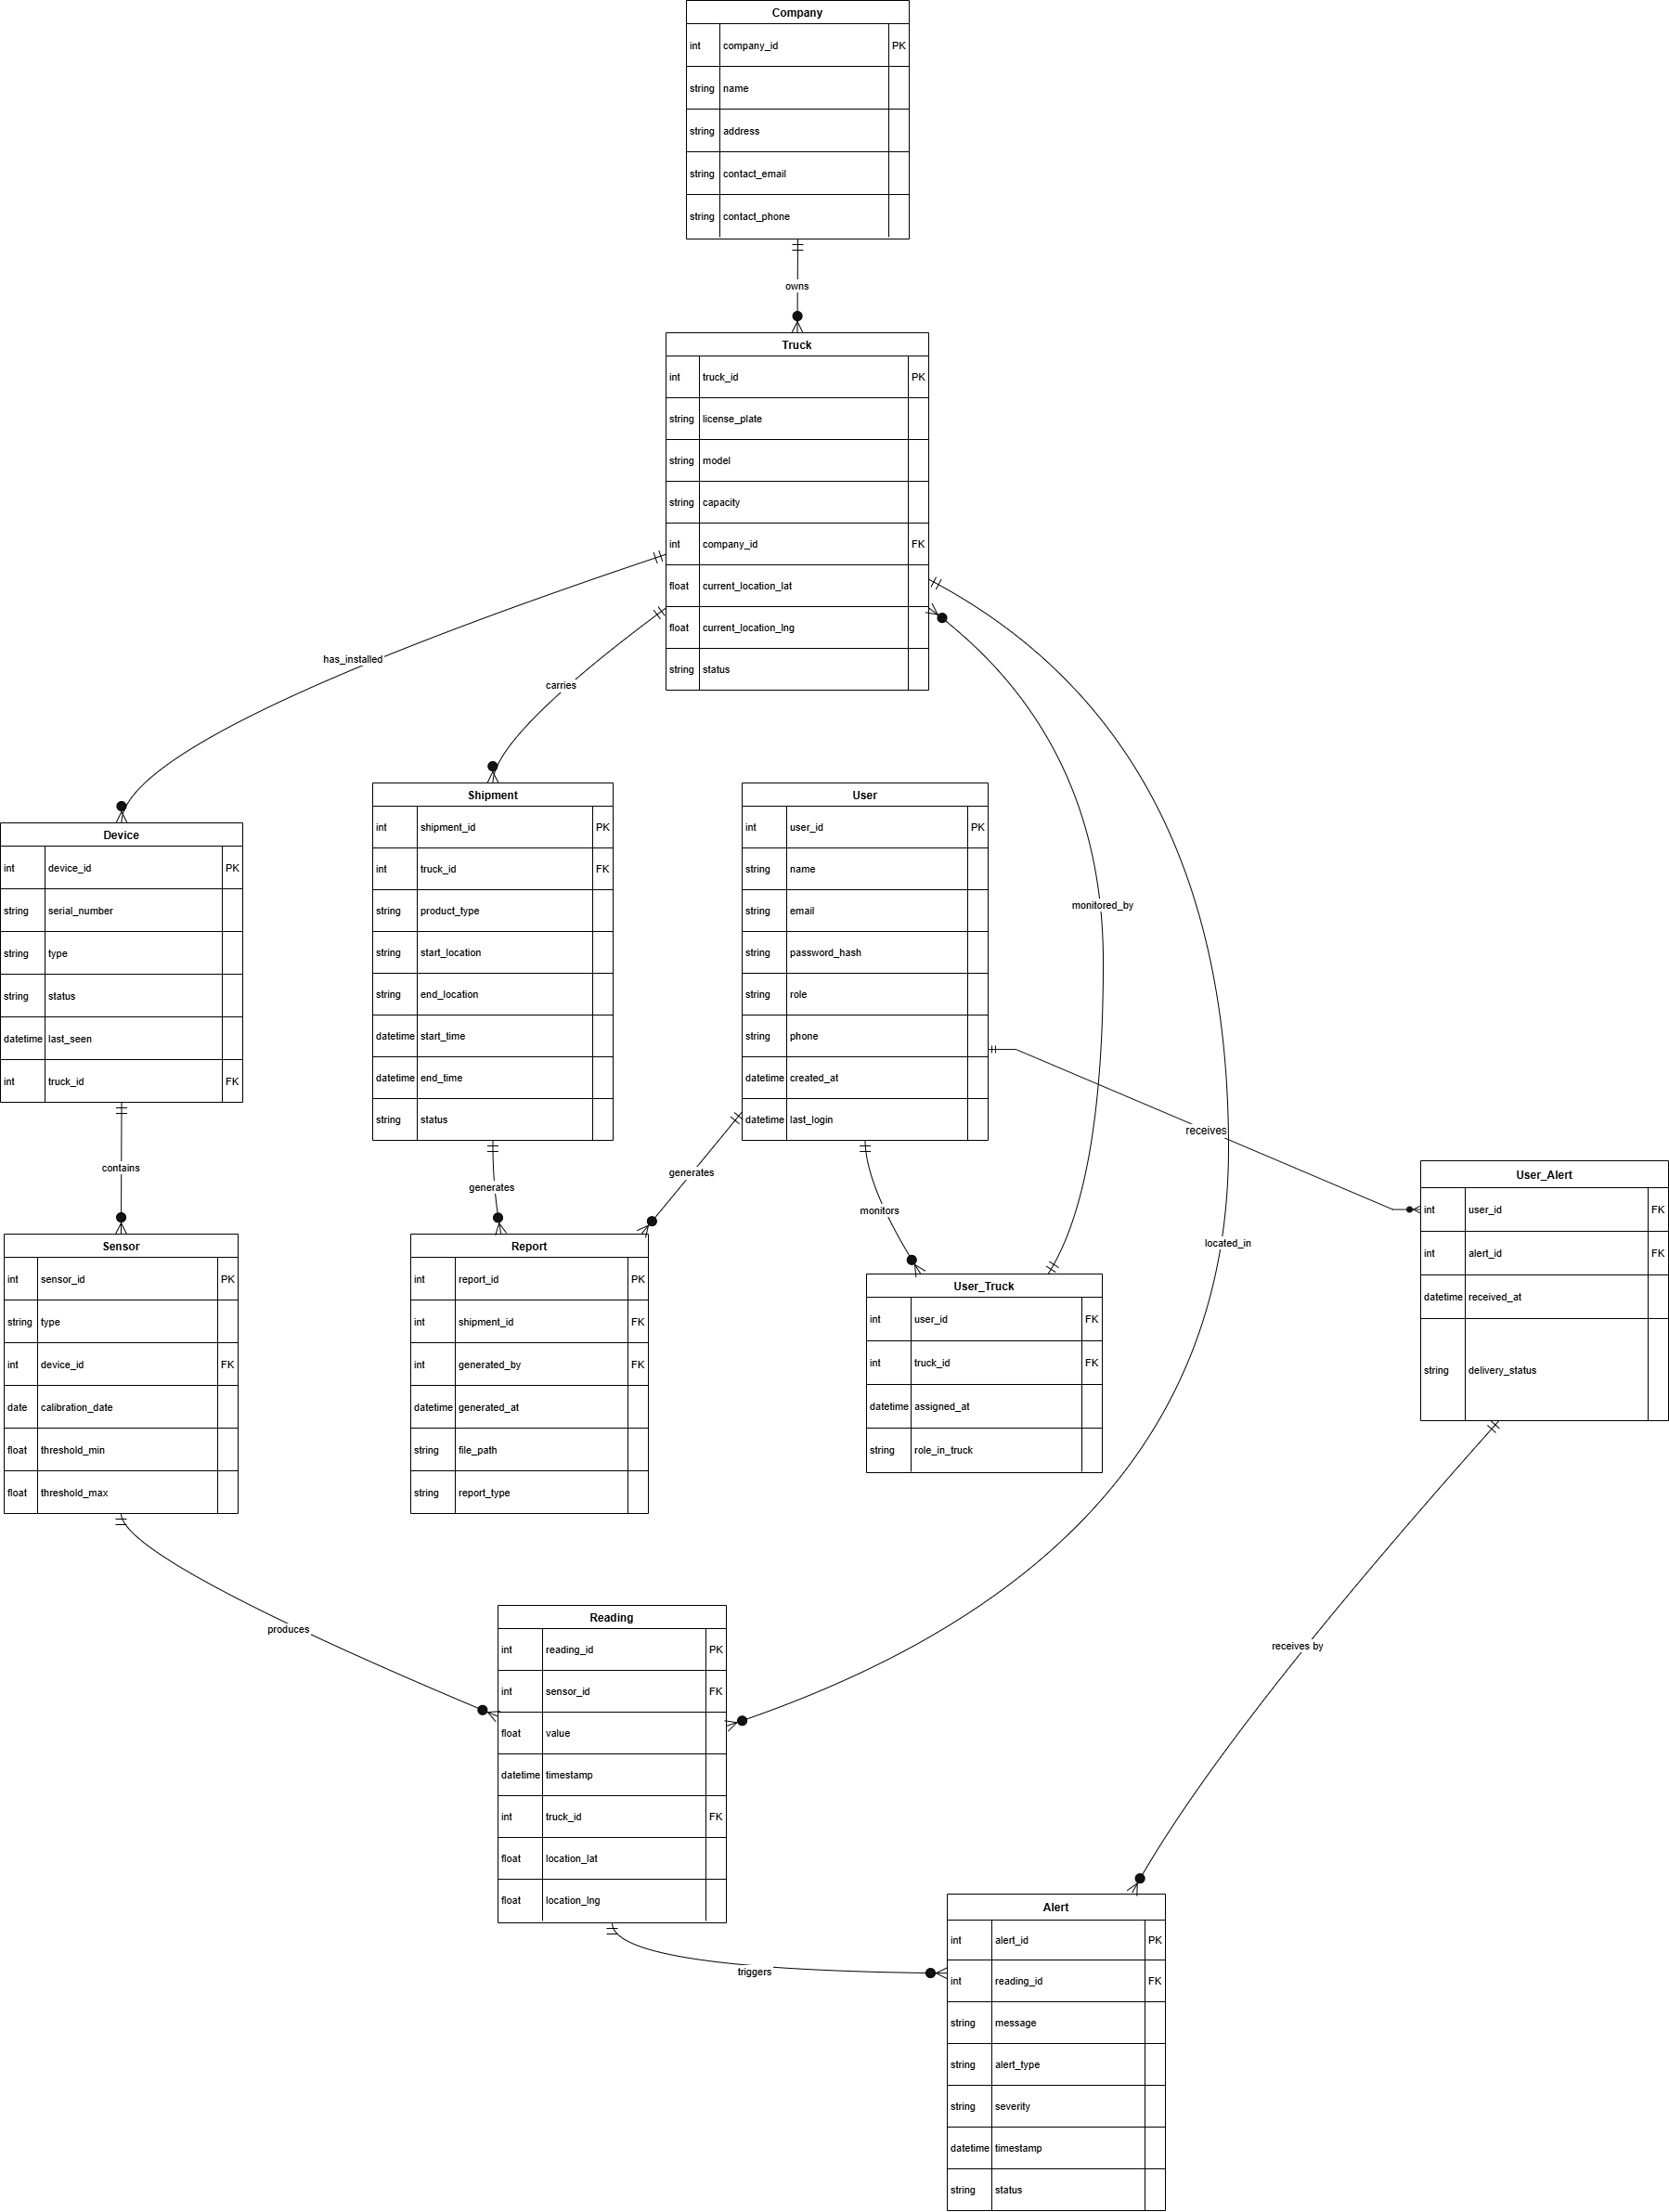 Company
int company_id PK
string name
string address
string contact_email
string contact_phone
owns
Truck
int truck_id PK
string license_plate
string model
string capacity
int company_id FK
float current_location_lat
float current_location_lng
string status
has_installed
carries
monitored_by
located_in
Device
int device_id PK
string serial_number
string type
string status
datetime last_seen
int truck_id FK
contains
Shipment
int shipment_id PK
int truck_id FK
string product_type
string start_location
string end_location
datetime start_time
datetime end_time
string status
generates
User
int user_id PK
string name
string email
string password_hash
string role
string phone
datetime created_at
datetime last_login
generates
monitors
receives
User_Alert
int user_id FK
int alert_id FK
datetime received_at
string delivery_status
receives by
Sensor
int sensor_id PK
string type
int device_id FK
date calibration_date
float threshold_min
float threshold_max
produces
Report
int report_id PK
int shipment_id FK
int generated_by FK
datetime generated_at
string file_path
string report_type
User_Truck
int user_id FK
int truck_id FK
datetime assigned_at
string role_in_truck
Reading
int reading_id PK
int sensor_id FK
float value
datetime timestamp
int truck_id FK
float location_lat
float location_lng
triggers
Alert
int alert_id PK
int reading_id FK
string message
string alert_type
string severity
datetime timestamp
string status